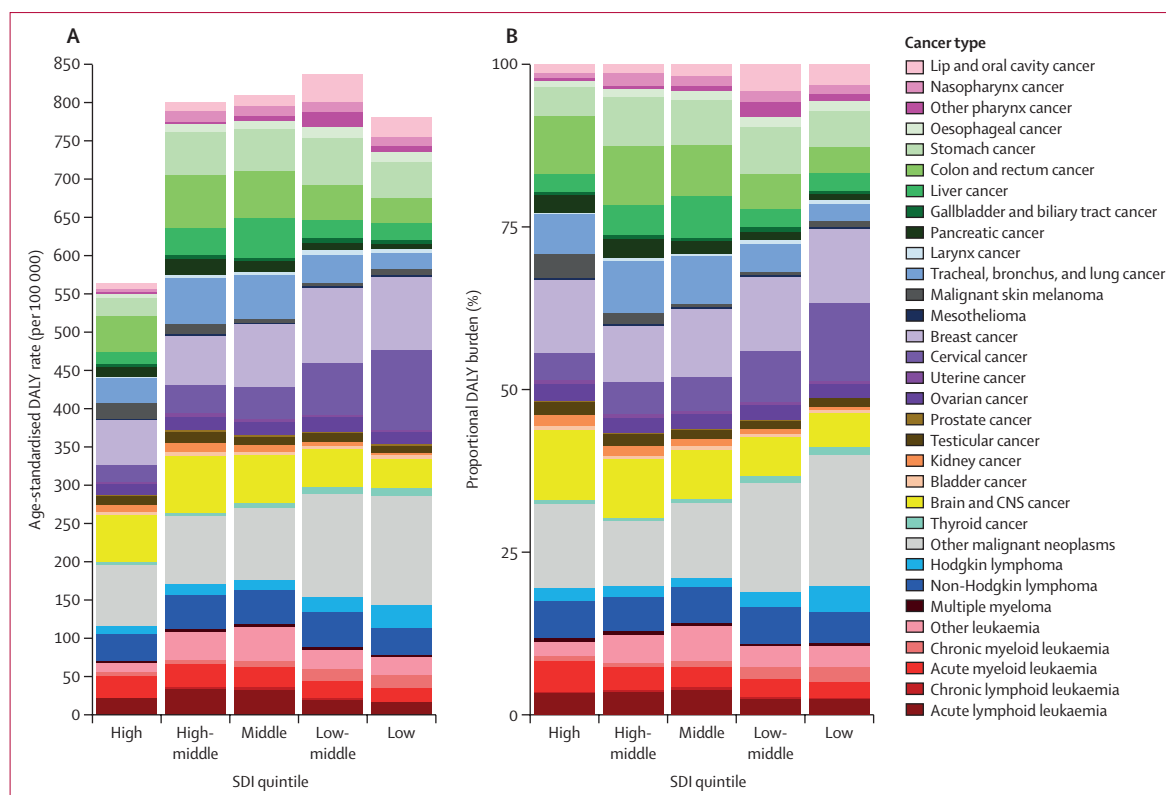 A
B
Age-standardised DALY rate (per 100 000)
850
800
750
700
650
600
550
500
450
400
350
300
250
200
150
100
50
0
High
High-
middle
Middle
Low-
middle
Low
SDI quintile
Proportional DALY burden (%)
100
75
50
25
0
High
High-
middle
Middle
Low-
middle
Low
SDI quintile
Cancer type
Lip and oral cavity cancer
Nasopharynx cancer
Other pharynx cancer
Oesophageal cancer
Stomach cancer
Colon and rectum cancer
Liver cancer
Gallbladder and biliary tract cancer
Pancreatic cancer
Larynx cancer
Tracheal, bronchus, and lung cancer
Malignant skin melanoma
Mesothelioma
Breast cancer
Cervical cancer
Uterine cancer
Ovarian cancer
Prostate cancer
Testicular cancer
Kidney cancer
Bladder cancer
Brain and CNS cancer
Thyroid cancer
Other malignant neoplasms
Hodgkin lymphoma
Non-Hodgkin lymphoma
Multiple myeloma
Other leukaemia
Chronic myeloid leukaemia
Acute myeloid leukaemia
Chronic lymphoid leukaemia
Acute lymphoid leukaemia